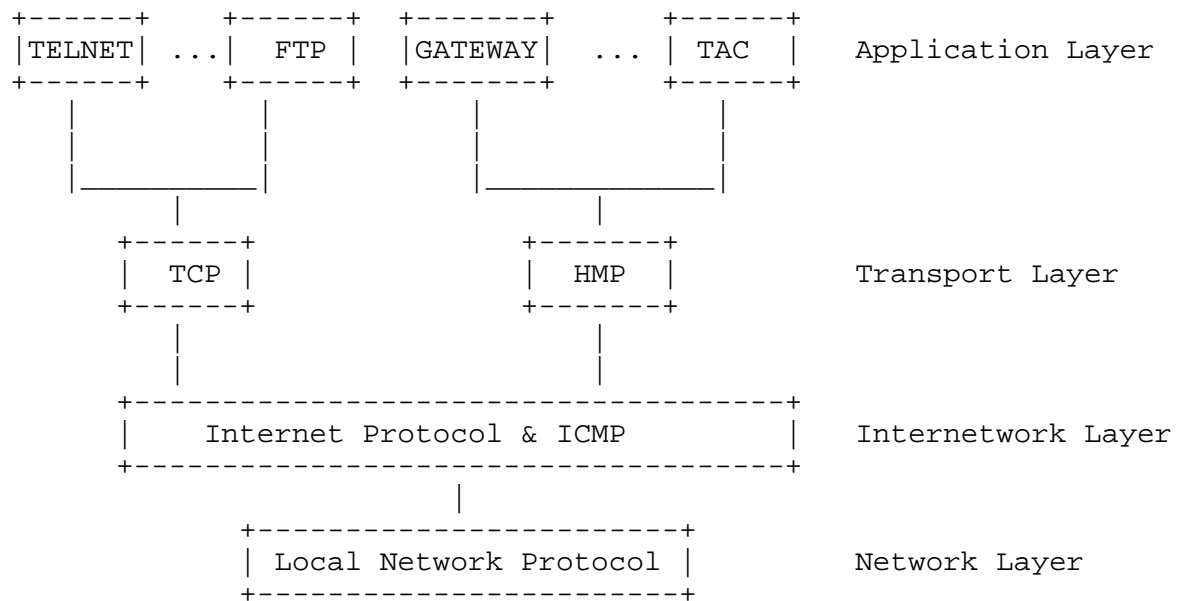 TELNET ... FTP GATEWAY ... TAC Application Layer
TCP HMP Transport Layer
Internet Protocol & ICMP Internetwork Layer
Local Network Protocol Network Layer